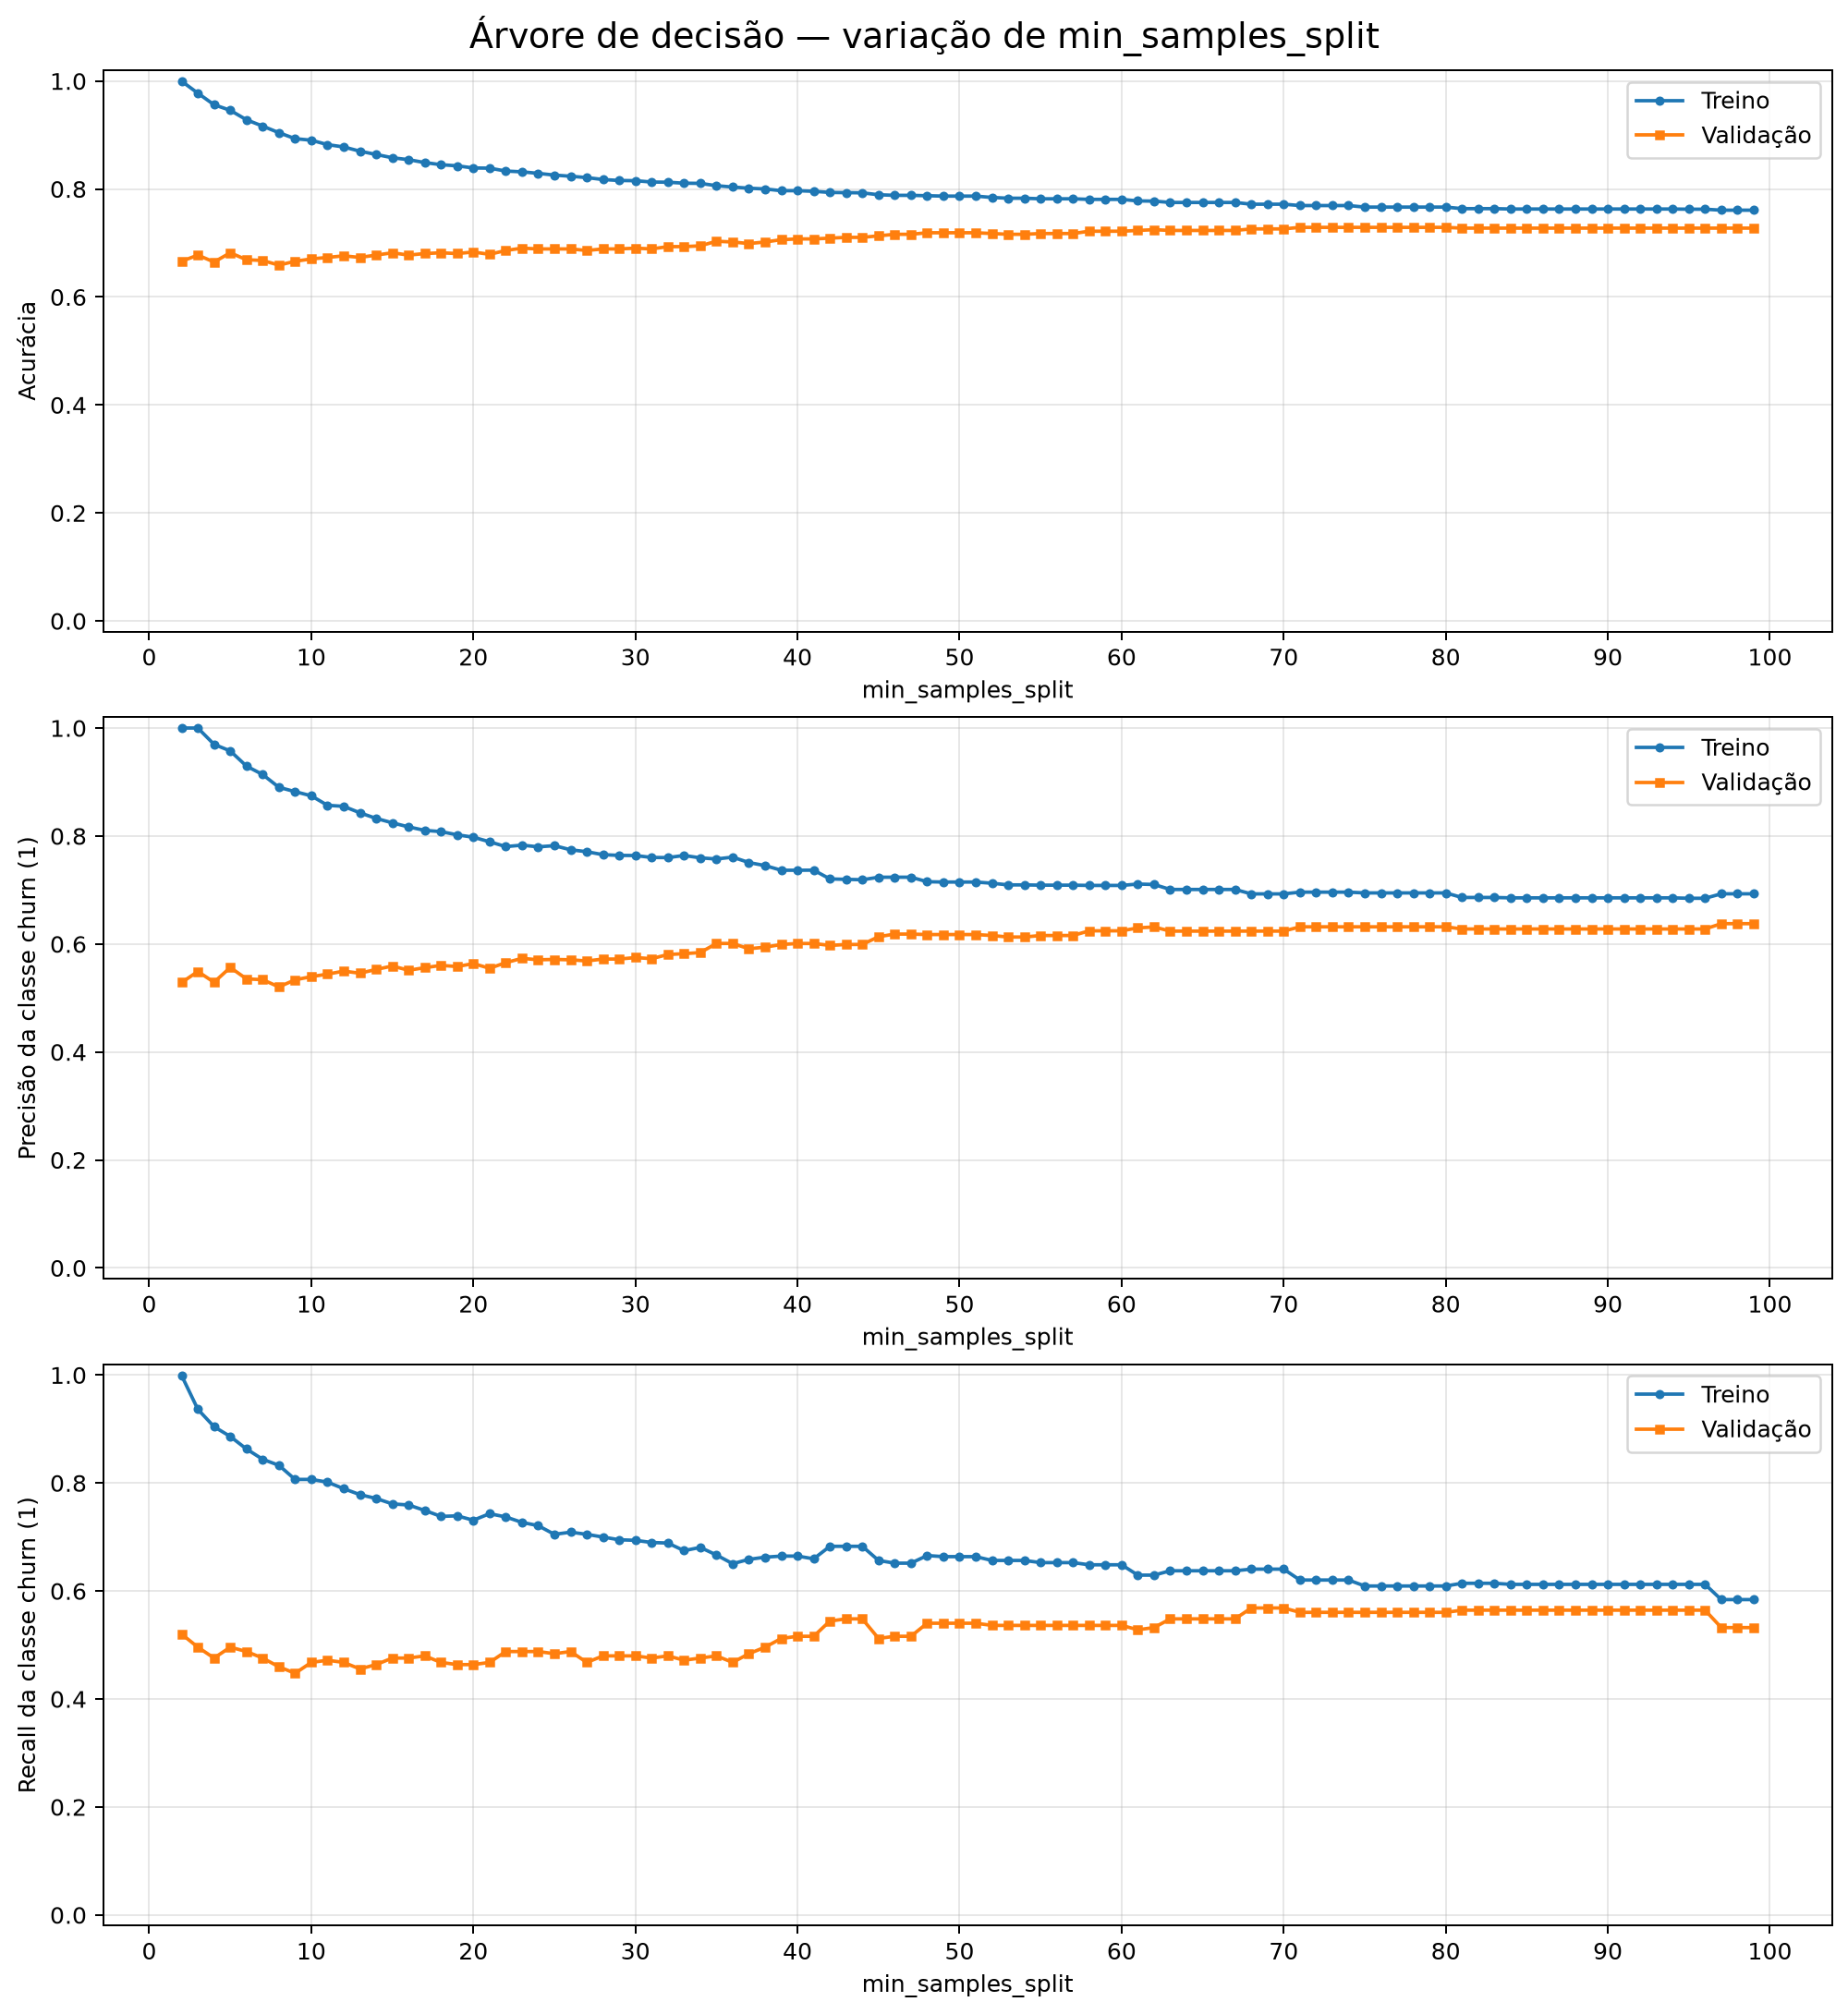 Árvore de decisão — variação de min_samples_split
1.0
0.8
0.6
0.4
0.2
0.0
Acurácia
Treino
Validação
0 10 20 30 40 50 60 70 80 90 100
min_samples_split
1.0
0.8
0.6
0.4
0.2
0.0
Precisão da classe churn (1)
Treino
Validação
0 10 20 30 40 50 60 70 80 90 100
min_samples_split
1.0
0.8
0.6
0.4
0.2
0.0
Recall da classe churn (1)
Treino
Validação
0 10 20 30 40 50 60 70 80 90 100
min_samples_split